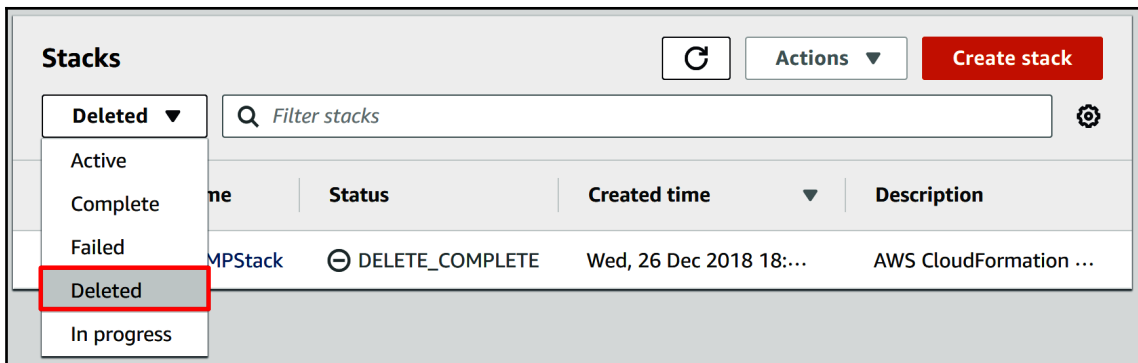 Stacks
Actions
Create stack
Deleted
Filter stacks
Active
Complete
Failed
Deleted
In progress
me Status Created time Description
MPStack DELETE_COMPLETE Wed, 26 Dec 2018 18:... AWS CloudFormation ...